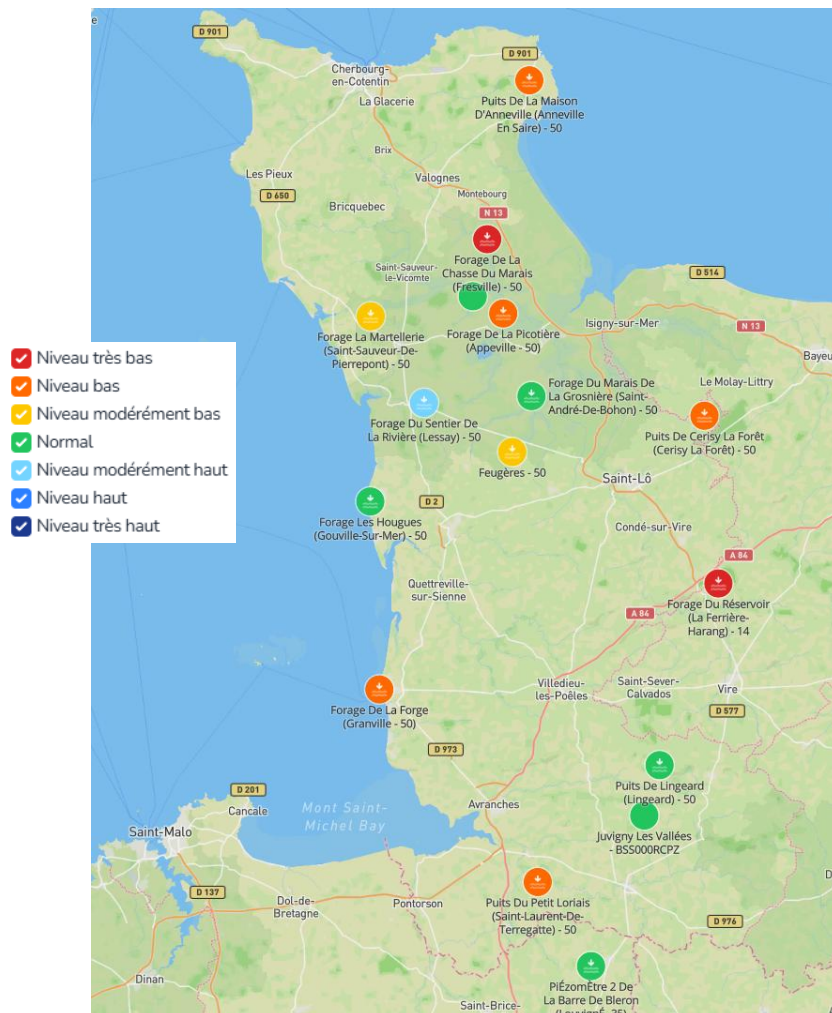 e
D 901
Cherbourg-
en-Cotentin
D 901
La Glacerie
Puits De La Maison
D'Anneville (Anneville
En Saire) - 50
Brix
Les Pieux
Valognes
D 650
Montebourg
Bricquebec
N 13
Saint-Sauveur-
le-Vicomte
Forage De La
Chasse Du Marais
(Fresville) - 50
D 514
Forage La Martellerie
(Saint-Sauveur-De-
Pierrepont) - 50
Forage De La Picotière
(Appeville - 50)
Isigny-sur-Mer
N 13
Bayeu
Niveau très bas
Niveau bas
Niveau modérément bas
Normal
Niveau modérément haut
Niveau haut
Niveau très haut
Forage Du Marais De
La Grosnière (Saint-
André-De-Bohon) - 50
Le Molay-Littry
Forage Du Sentier De
La Rivière (Lessay) - 50
Puits De Cerisy La Forêt
(Cerisy La Forêt) - 50
Feugères - 50
Saint-Lô
D 2
Forage Les Hougues
(Gouville-Sur-Mer) - 50
Condé-sur-Vire
A 84
Quettreville-
sur-Sienne
Forage Du Réservoir
(La Ferrière-
Harang) - 14
A 84
Villedieu-
les-Poêles
Saint-Sever-
Calvados
Vire
Forage De La Forge
(Granville - 50)
D 577
D 973
D 201
Cancale
Mont Saint-
Michel Bay
Avranches
Puits De Lingeard
(Lingeard) - 50
Saint-Malo
Juvigny Les Vallées
- BSS000RCPZ
D
D 137
Dol-de-
Bretagne
Pontorson
Puits Du Petit Loriais
(Saint-Laurent-De-
Terregatte) - 50
D 976
Dinan
PiÉzomÈtre 2 De
La Barre De Bleron
(LouvignÉ- 35)
Saint-Brice-